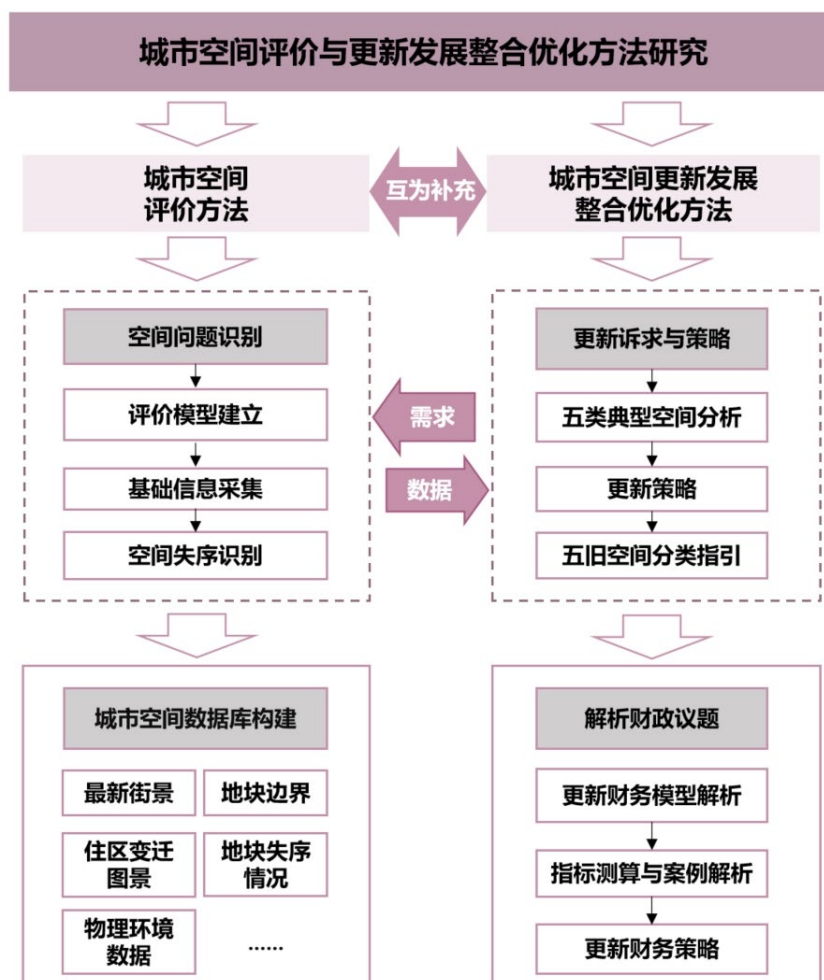 城市空间评价与更新发展整合优化方法研究
城市空间
评价方法
互为补充
城市空间更新发展
整合优化方法
空间问题识别
评价模型建立
基础信息采集
空间失序识别
需求
数据
更新诉求与策略
五类典型空间分析
更新策略
五旧空间分类指引
城市空间数据库构建
最新街景
地块边界
住区变迁
图景
地块失序
情况
物理环境
数据
......
解析财政议题
更新财务模型解析
指标测算与案例解析
更新财务策略